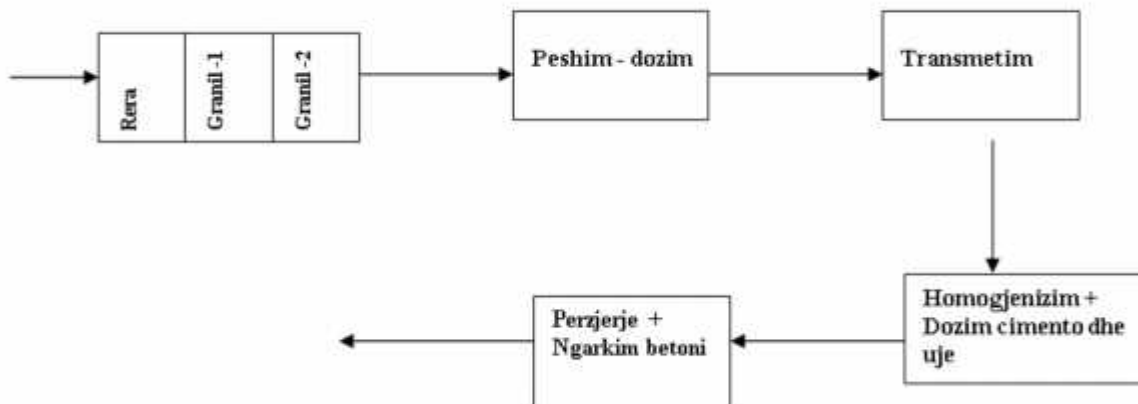 Rera
Granil -1
Granil -2
Peshim - dozim
Transmetim
Homogjenizim +
Dozim cimento dhe
uje
Perzjerje +
Ngarkim betoni